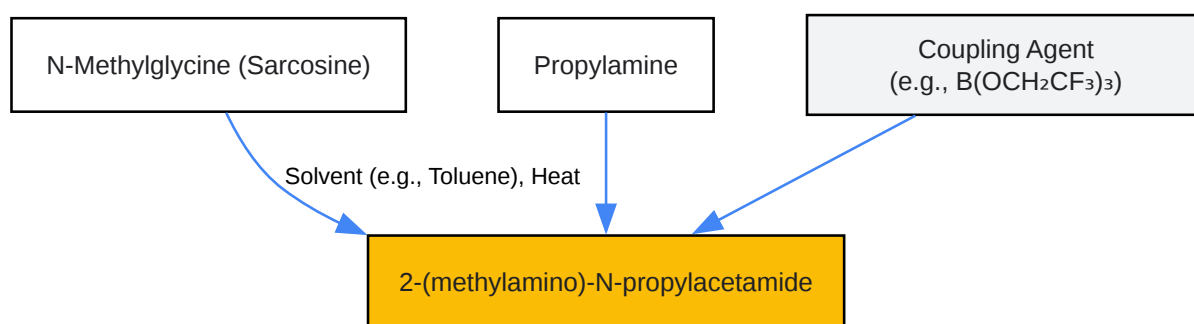 N-Methylglycine (Sarcosine)
Propylamine
Coupling Agent
(e.g., B(OCH₂CF₃)₃)
Solvent (e.g., Toluene), Heat
2-(methylamino)-N-propylacetamide